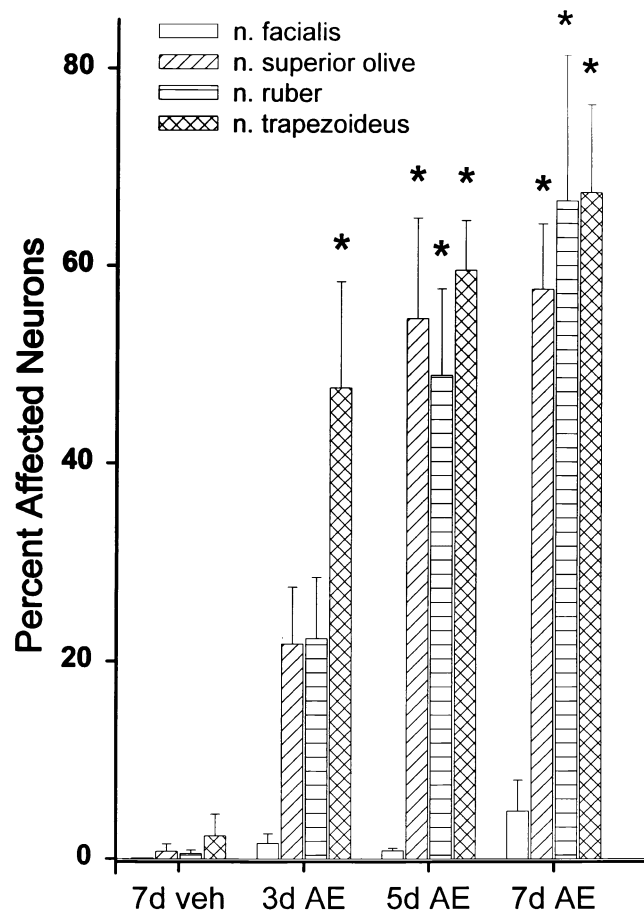 n. facialis
n. superior olive
n. ruber
n. trapezoideus
Percent Affected Neurons
80
60
40
20
0
* * * * * * *
7d veh 3d AE 5d AE 7d AE